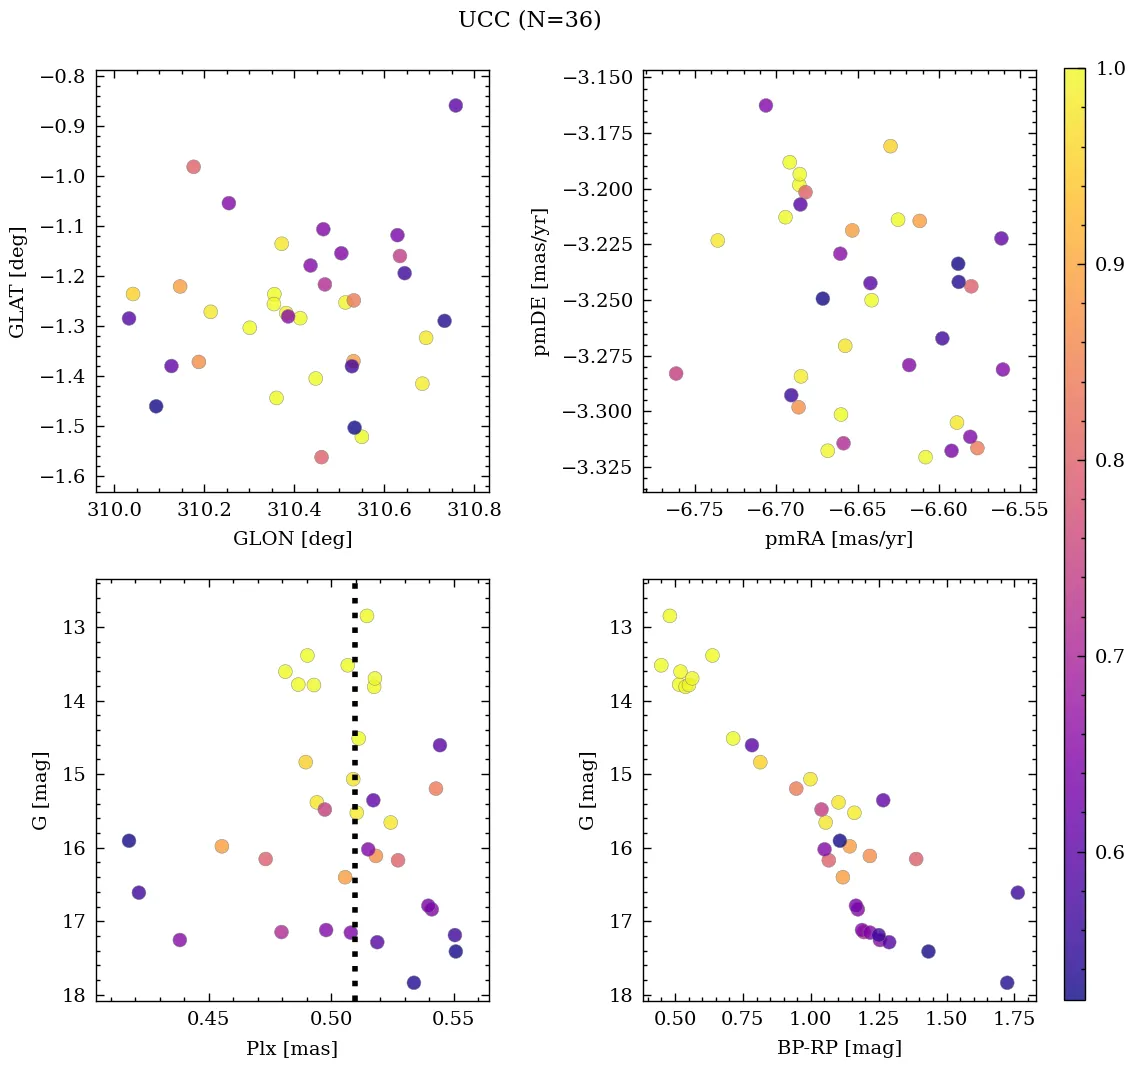 UCC (N=36)
−0.8
−0.9
−1.0
−1.1
−1.2
−1.3
−1.4
−1.5
−1.6
GLAT [deg]
310.0 310.2 310.4 310.6 310.8
GLON [deg]
−3.150
−3.175
−3.200
−3.225
−3.250
−3.275
−3.300
−3.325
pmDE [mas/yr]
−6.75 −6.70 −6.65 −6.60 −6.55
pmRA [mas/yr]
13
14
15
16
17
18
G [mag]
0.45 0.50 0.55
Plx [mas]
13
14
15
16
17
18
G [mag]
0.50 0.75 1.00 1.25 1.50 1.75
BP-RP [mag]
1.0
0.9
0.8
0.7
0.6